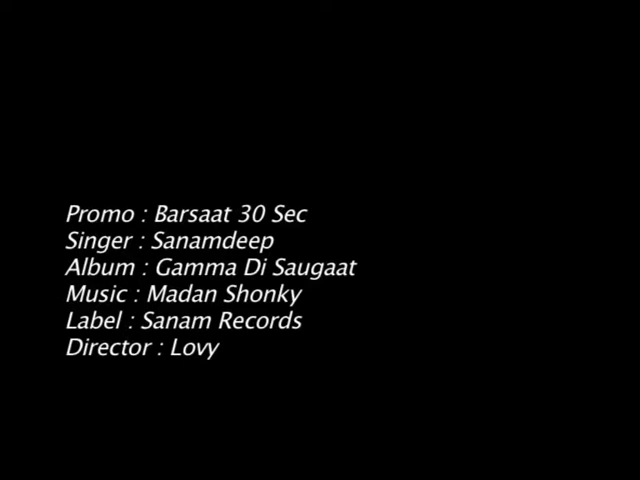 Promo : Barsaat 30 Sec
Singer : Sanamdeep
Album : Gamma Di Saugaat
Music : Madan Shonky
Label : Sanam Records
Director : Lovy